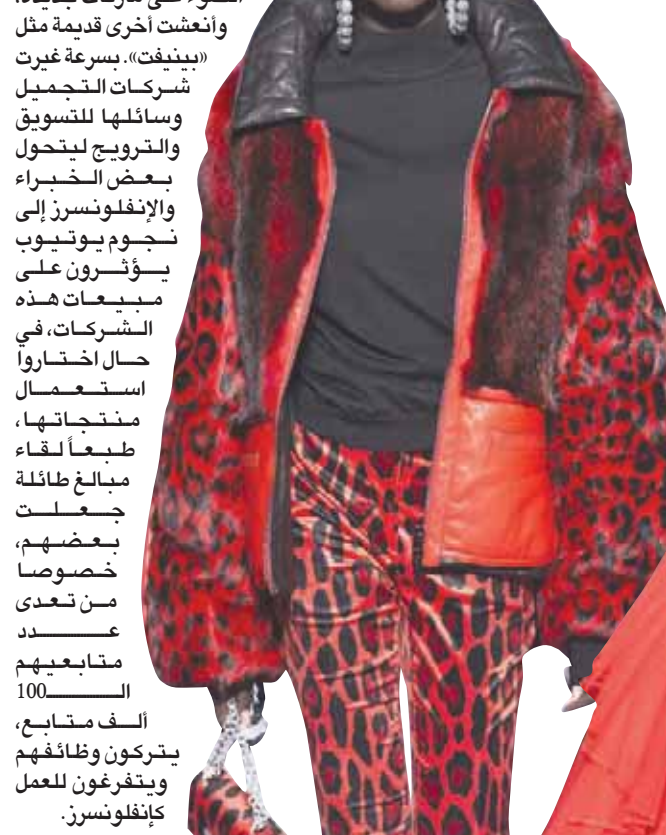 وأنعشت أخرى قديمة مثل
«بينيفت». بسرعة غيرت
شركات التجميل
وسائلها للتسويق
والترويج ليتحول
بعض الخبراء
والإنفلونسرز إلى
نجوم يوتيوب
يؤثرون على
مبيعات هذه
الشركات، في
حال اختاروا
استعمال
منتجاتها،
طبعاً لقاء
مبالغ طائلة
جعلت
بعضهم،
خصوصا
من تعدى
عدد
متابعيهم
الـ100
ألف متابع،
يتركون وظائفهم
ويتفرغون للعمل
كإنفلونسرز.